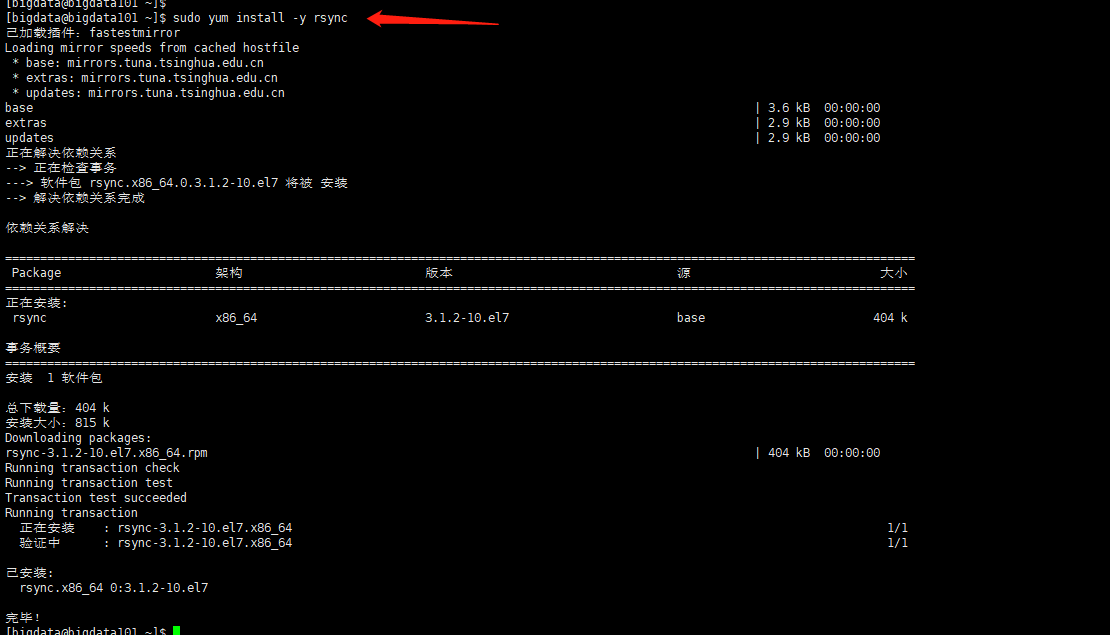 [bigdata@bigdata101 ~]$
[bigdata@bigdata101 ~]$ sudo yum install -y rsync
已加载插件：fastestmirror
Loading mirror speeds from cached hostfile
 * base: mirrors.tuna.tsinghua.edu.cn
 * extras: mirrors.tuna.tsinghua.edu.cn
 * updates: mirrors.tuna.tsinghua.edu.cn
base | 3.6 kB 00:00:00
extras | 2.9 kB 00:00:00
updates | 2.9 kB 00:00:00
正在解决依赖关系
--> 正在检查事务
---> 软件包 rsync.x86_64.0.3.1.2-10.el7 将被 安装
--> 解决依赖关系完成
依赖关系解决
Package 架构 版本 源 大小
正在安装:
rsync x86_64 3.1.2-10.el7 base 404 k
事务概要
安装 1 软件包
总下载量：404 k
安装大小：815 k
Downloading packages:
rsync-3.1.2-10.el7.x86_64.rpm | 404 kB 00:00:00
Running transaction check
Running transaction test
Transaction test succeeded
Running transaction
正在安装 : rsync-3.1.2-10.el7.x86_64 1/1
验证中 : rsync-3.1.2-10.el7.x86_64 1/1
已安装:
rsync.x86_64 0:3.1.2-10.el7
完毕！
[bigdata@bigdata101 ~]$